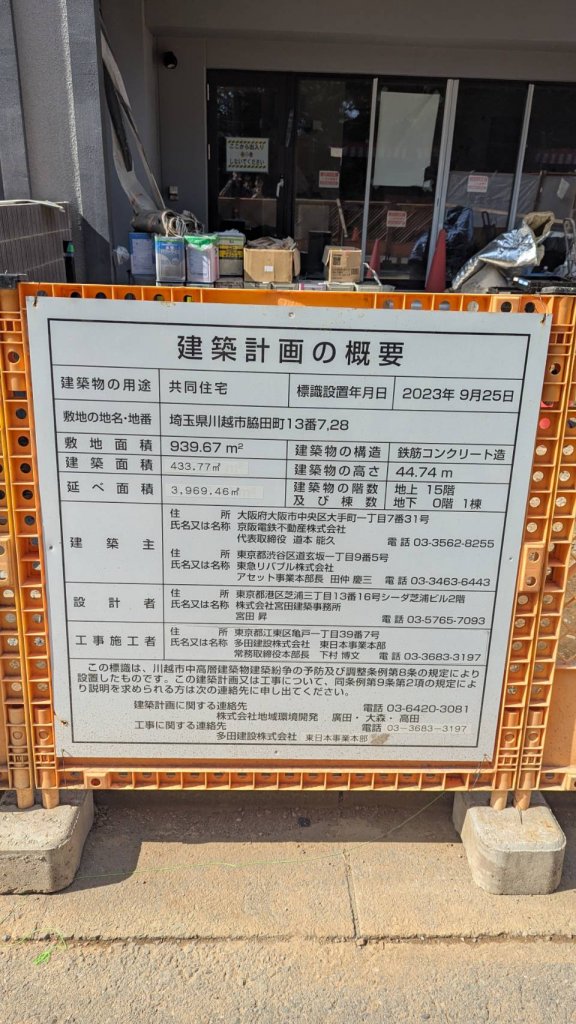 ここからお入り
しないでください
建築計画の概要
建築物の用途 共同住宅 標識設置年月日 2023年 9月25日
敷地の地名・地番 埼玉県川越市脇田町13番7,28
敷地面積 939.67 m² 建築物の構造 鉄筋コンクリート造
建築面積 433.77㎡ 建築物の高さ 44.74 m
延べ面積 3,969.46㎡ 建築物の階数及び棟数 地上 15階 地下 0階 1棟
建築主
住所 大阪府大阪市中央区大手町一丁目7番31号
氏名又は名称 京阪電鉄不動産株式会社
代表取締役 道本 能久 電話 03-3562-8255
住所 東京都渋谷区道玄坂一丁目9番5号
氏名又は名称 東急リバブル株式会社
アセット事業本部長 田仲 慶三 電話 03-3463-6443
設計者
住所 東京都港区芝浦三丁目13番16号シーダ芝浦ビル2階
氏名又は名称 株式会社宮田建築事務所
宮田 昇 電話 03-5765-7093
工事施工者
住所 東京都江東区亀戸一丁目39番7号
氏名又は名称 多田建設株式会社 東日本事業本部
常務取締役本部長 下村 博文 電話 03-3683-3197
この標識は、川越市中高層建築物建築紛争の予防及び調整条例第8条の規定により
設置したものです。この建築計画又は工事について、同条例第9条第2項の規定によ
り説明を求められる方は次の連絡先に申し出てください。
建築計画に関する連絡先 電話 03-6420-3081
株式会社地域環境開発 廣田・大森・高田
工事に関する連絡先 電話 03-3683-3197
多田建設株式会社 東日本事業本部